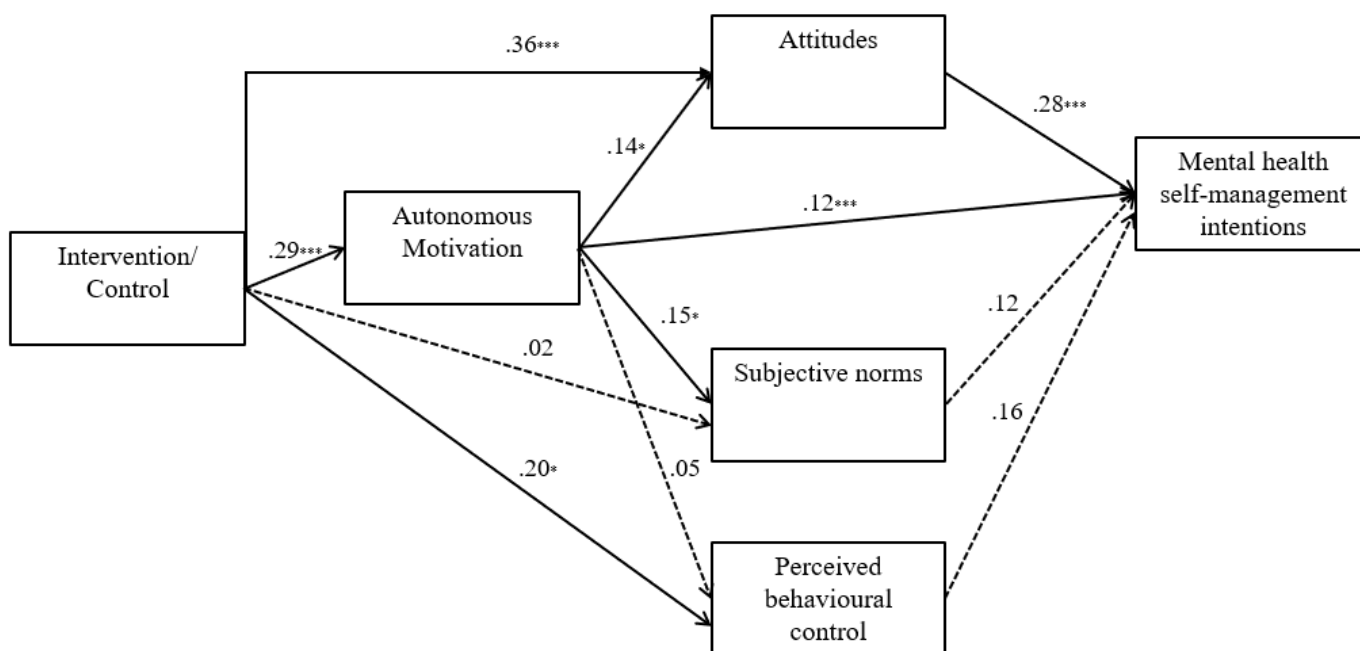 .36***
Attitudes
.28***
.14*
Mental health
self-management
intentions
Autonomous
Motivation
.12***
Intervention/
Control
.29***
.15*
.12
.02
Subjective norms
.16
.20*
.05
Perceived
behavioural
control